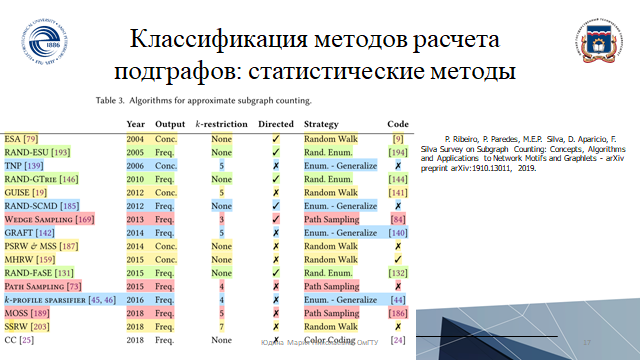 Классификация методов расчета
подграфов: статистические методы
Table 3. Algorithms for approximate subgraph counting.
Year Output k-restriction Directed Strategy Code
ESA [79] 2004 Conc. None ✓ Random Walk [9]
RAND-ESU [193] 2005 Freq. None ✓ Rand. Enum. [194]
TNP [139] 2006 Conc. 5 ✗ Enum. - Generalize ✗
RAND-GTRIE [146] 2010 Freq. None ✓ Rand. Enum. [144]
GUISE [19] 2012 Conc. 5 ✗ Random Walk [141]
RAND-SCMD [185] 2012 Freq. None ✓ Enum. - Generalize ✗
WEDGE SAMPLING [169] 2013 Freq. 3 ✓ Path Sampling [84]
GRAFT [142] 2014 Freq. 5 ✗ Enum. - Generalize [140]
PSRW & MSS [187] 2014 Conc. None ✗ Random Walk ✗
MHRW [159] 2015 Conc. None ✗ Random Walk ✓
RAND-FASE [131] 2015 Freq. None ✓ Rand. Enum. [132]
PATH SAMPLING [73] 2015 Freq. 4 ✗ Path Sampling ✗
k-PROFILE SPARSIFIER [45, 46] 2016 Freq. 4 ✗ Enum. - Generalize [44]
MOSS [189] 2018 Freq. 5 ✗ Path Sampling [186]
SSRW [203] 2018 Freq. 7 ✗ Random Walk ✗
CC [25] 2018 Freq. None ✗ Color Coding [24]
P. Ribeiro, P. Paredes, M.E.P. Silva, D. Aparicio, F.
Silva Survey on Subgraph Counting: Concepts, Algorithms
and Applications to Network Motifs and Graphlets - arXiv
preprint arXiv:1910.13011, 2019.
1886
17